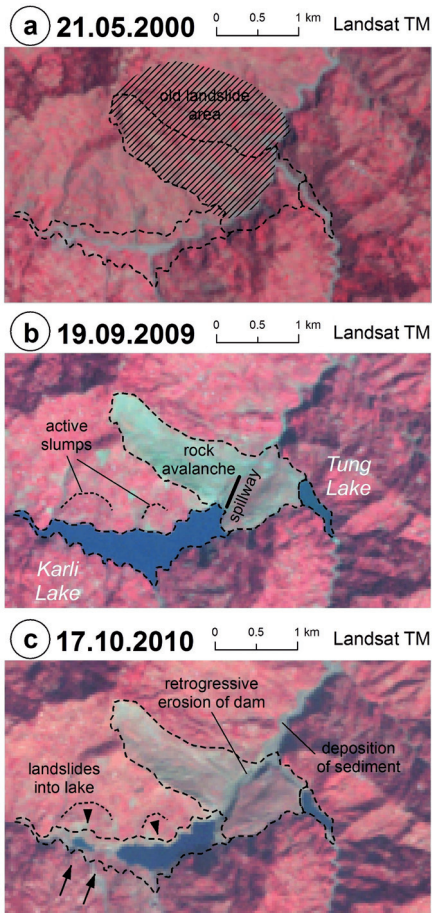 a 21.05.2000 0 0.5 1 km Landsat TM
old landslide
area
b 19.09.2009 0 0.5 1 km Landsat TM
active
slumps
rock
avalanche
spillway
Tung
Lake
Karli
Lake
c 17.10.2010 0 0.5 1 km Landsat TM
retrogressive
erosion of dam
deposition
of sediment
landslides
into lake